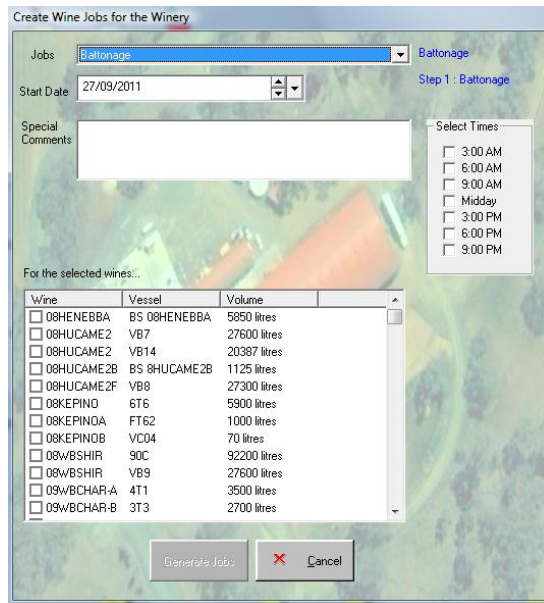 Create Wine Jobs for the Winery
Jobs Battonage Battonage
Start Date 27/09/2011 Step 1 : Battonage
Special Comments
Select Times
3:00 AM
6:00 AM
9:00 AM
Midday
3:00 PM
6:00 PM
9:00 PM
For the selected wines...
Wine Vessel Volume
08HENEBBA BS 08HENEBBA 5850 litres
08HUCAME2 VB7 27600 litres
08HUCAME2 VB14 20387 litres
08HUCAME2B BS 8HUCAME2B 1125 litres
08HUCAME2F VB8 27300 litres
08KEPINO 6T6 5900 litres
08KEPINOA FT62 1000 litres
08KEPINOB VC04 70 litres
08WBSHIR 90C 92200 litres
08WBSHIR VB9 27600 litres
09WBCHAR-A 4T1 3500 litres
09WBCHAR-B 3T3 2700 litres
Generate Jobs Cancel